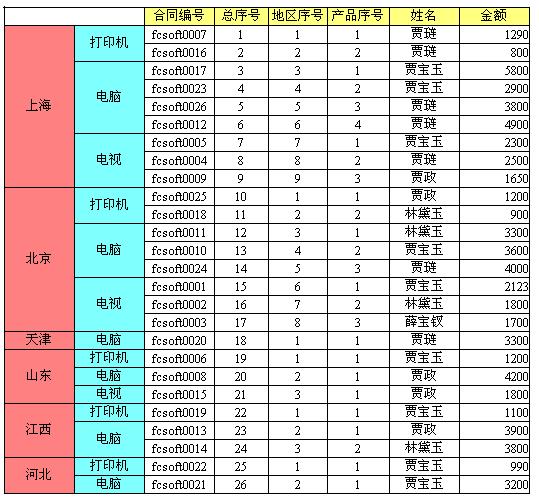 合同编号 总序号 地区序号 产品序号 姓名 金额
上海 打印机 fcsoft0007 1 1 1 贾琏 1290
fcsoft0016 2 2 2 贾琏 800
电脑 fcsoft0017 3 3 1 贾宝玉 5800
fcsoft0023 4 4 2 贾宝玉 2900
fcsoft0026 5 5 3 贾琏 3800
fcsoft0012 6 6 4 贾琏 4900
电视 fcsoft0005 7 7 1 贾宝玉 2300
fcsoft0004 8 8 2 贾琏 2500
fcsoft0009 9 9 3 贾政 1650
北京 打印机 fcsoft0025 10 1 1 贾政 1200
fcsoft0018 11 2 2 林黛玉 900
电脑 fcsoft0011 12 3 1 林黛玉 3300
fcsoft0010 13 4 2 贾宝玉 3600
fcsoft0024 14 5 3 贾琏 4000
电视 fcsoft0001 15 6 1 贾宝玉 2123
fcsoft0002 16 7 2 林黛玉 1800
fcsoft0003 17 8 3 薛宝钗 1700
天津 电脑 fcsoft0020 18 1 1 贾琏 3300
山东 打印机 fcsoft0006 19 1 1 贾宝玉 1200
电脑 fcsoft0008 20 2 1 贾政 4200
电视 fcsoft0015 21 3 1 贾政 1800
江西 打印机 fcsoft0019 22 1 1 贾宝玉 1100
电脑 fcsoft0013 23 2 1 贾政 3900
fcsoft0014 24 3 2 林黛玉 3800
河北 打印机 fcsoft0022 25 1 1 贾宝玉 990
电脑 fcsoft0021 26 2 1 贾宝玉 3200